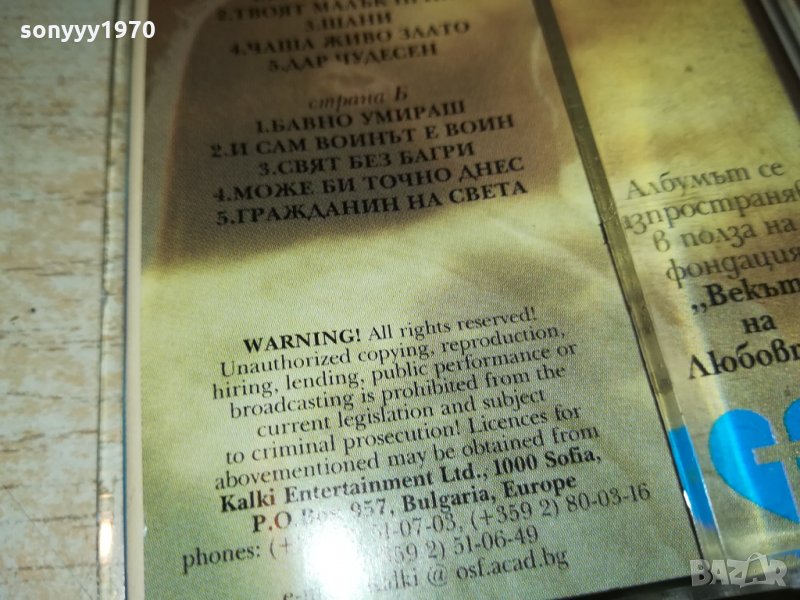 sonyyy1970
2.ТВОЯТ МАЛЪК
3.ШАНИ
4.ЧАША ЖИВО ЗЛАТО
5.ДАР ЧУДЕСЕН
страна Б
1.БАВНО УМИРАШ
2.И САМ ВОИНЪТ Е ВОИН
3.СВЯТ БЕЗ БАГРИ
4.МОЖЕ БИ ТОЧНО ДНЕС
5.ГРАЖДАНИН НА СВЕТА
WARNING! All rights reserved!
Unauthorized copying, reproduction,
hiring, lending, public performance or
broadcasting is prohibited from the
current legislation and subject
to criminal prosecution! Licences for
abovementioned may be obtained from
Kalki Entertainment Ltd., 1000 Sofia,
P.O. Box 957, Bulgaria, Europe
phones: (+ 51-07-03, (+359 2) 80-03-16
359 2) 51-06-49
kalki @ osf.acad.bg
Албумът се
в полза на
фондация
„Векът
на
BAZAR